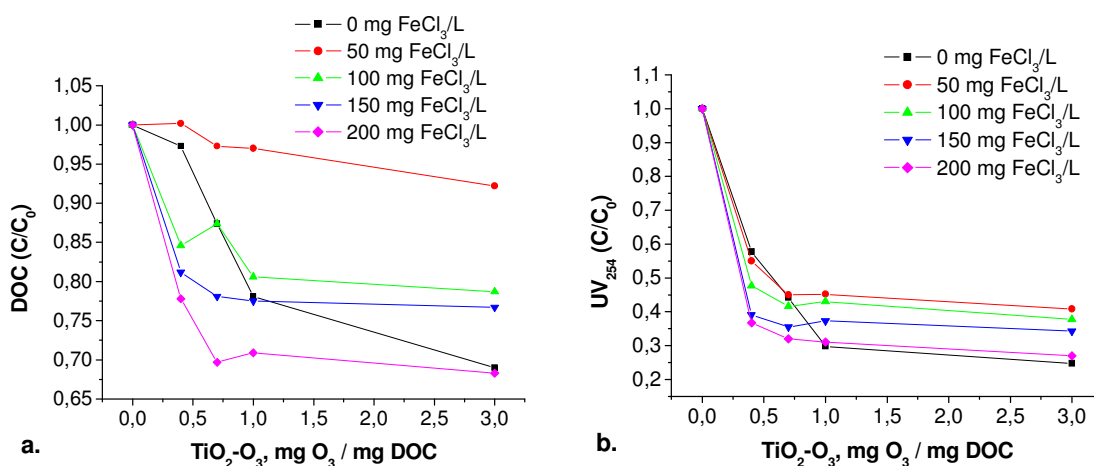 0 mg FeCl₃/L
50 mg FeCl₃/L
100 mg FeCl₃/L
150 mg FeCl₃/L
200 mg FeCl₃/L
1,05
1,00
0,95
0,90
0,85
0,80
0,75
0,70
0,65
DOC (C/C₀)
0,0 0,5 1,0 1,5 2,0 2,5 3,0
TiO₂-O₃, mg O₃ / mg DOC
a.
0 mg FeCl₃/L
50 mg FeCl₃/L
100 mg FeCl₃/L
150 mg FeCl₃/L
200 mg FeCl₃/L
1,1
1,0
0,9
0,8
0,7
0,6
0,5
0,4
0,3
0,2
UV₂₅₄ (C/C₀)
0,0 0,5 1,0 1,5 2,0 2,5 3,0
TiO₂-O₃, mg O₃ / mg DOC
b.